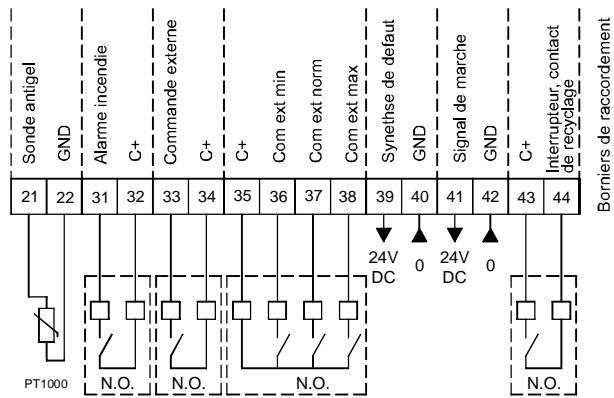 Sonde antigel
GND
Alarme incendie
C+
Commande externe
C+
C+
Com ext min
Com ext norm
Com ext max
Synethse de defaut
GND
Signal de marche
GND
C+
Interrupteur, contact
de recyclage
Borniers de raccordement
21 22 31 32 33 34 35 36 37 38 39 40 41 42 43 44
24V
DC
0
24V
DC
0
PT1000
N.O.
N.O.
N.O.
N.O.